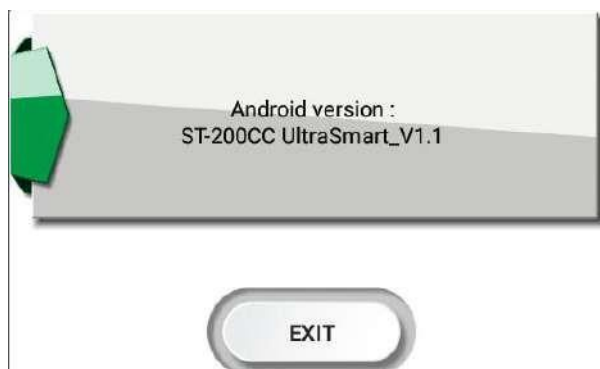 Android version :
ST-200CC UltraSmart_V1.1
EXIT